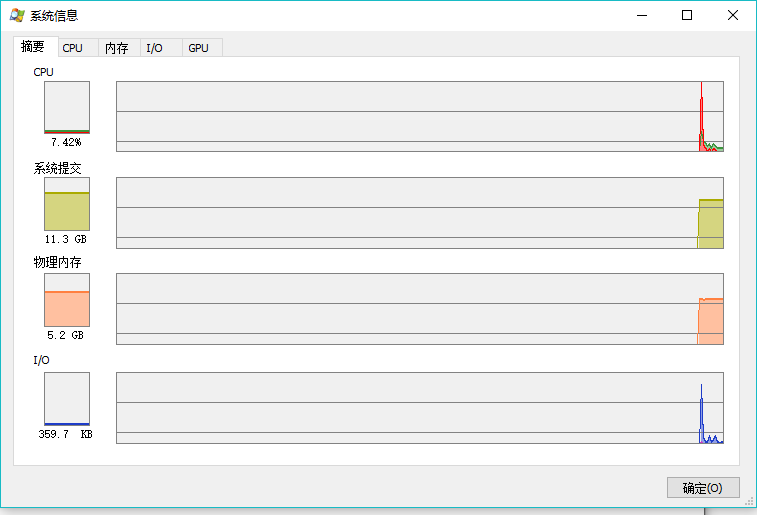 系统信息
摘要 CPU 内存 I/O GPU
CPU
7.42%
系统提交
11.3 GB
物理内存
5.2 GB
I/O
359.7 KB
确定(O)